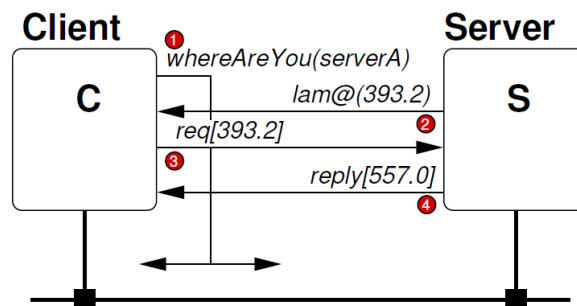 Client
Server
1
whereAreYou(serverA)
C
lam@(393.2)
S
2
req[393.2]
3
reply[557.0]
4